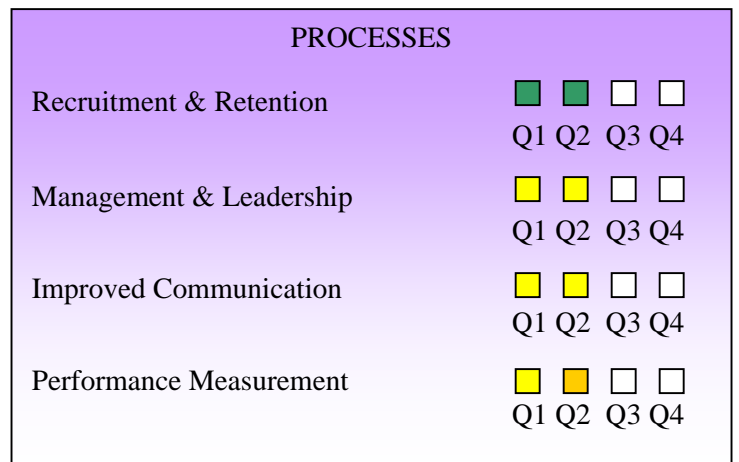 PROCESSES
Recruitment & Retention
Q1 Q2 Q3 Q4
Management & Leadership
Q1 Q2 Q3 Q4
Improved Communication
Q1 Q2 Q3 Q4
Performance Measurement
Q1 Q2 Q3 Q4